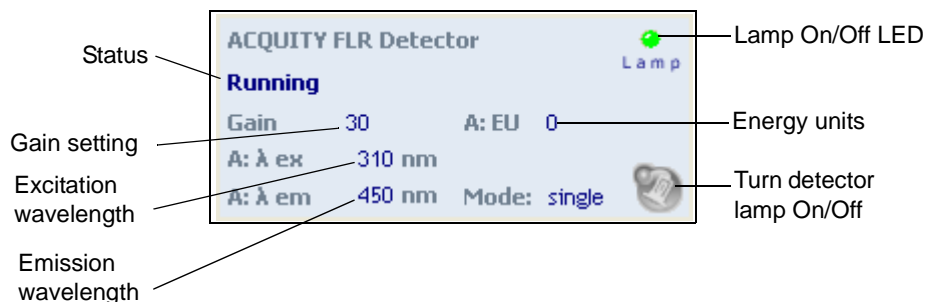 ACQUITY FLR Detector
Lamp
Running
Gain 30 A: EU 0
A: λ ex 310 nm
A: λ em 450 nm Mode: single
Status
Gain setting
Excitation
wavelength
Emission
wavelength
Lamp On/Off LED
Energy units
Turn detector
lamp On/Off